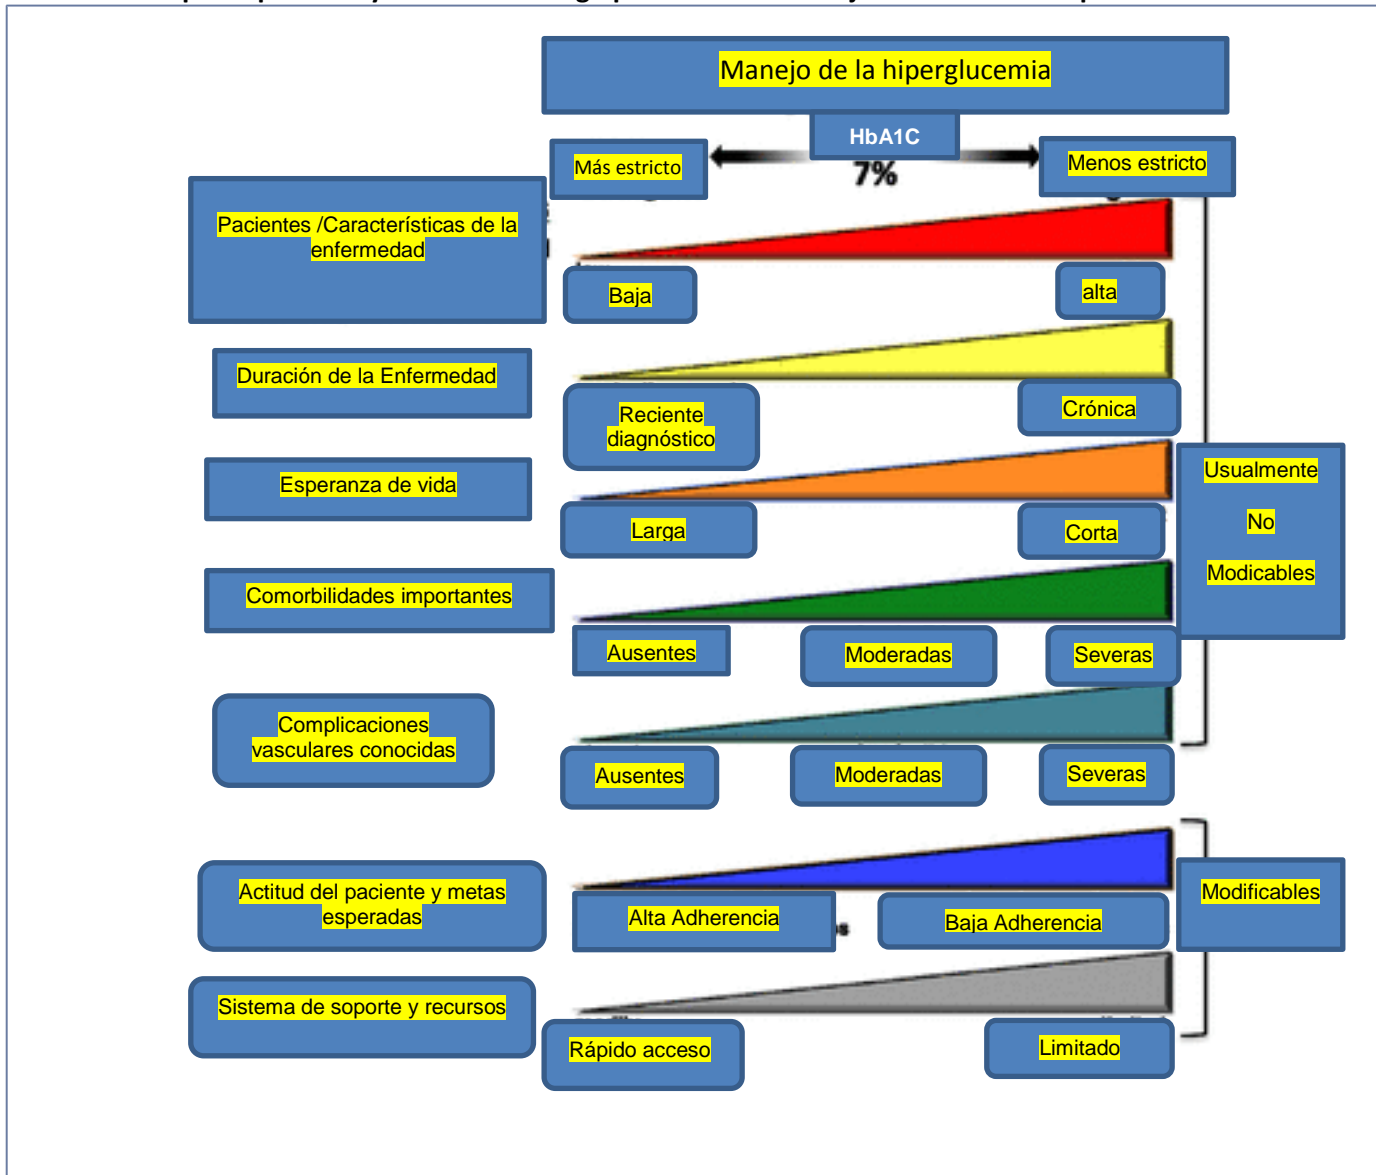 Manejo de la hiperglucemia
HbA1C
Más estricto
7%
Menos estricto
Pacientes /Características de la
enfermedad
Baja
alta
Duración de la Enfermedad
Reciente
diagnóstico
Crónica
Esperanza de vida
Larga
Corta
Usualmente
No
Modicables
Comorbilidades importantes
Ausentes
Moderadas
Severas
Complicaciones
vasculares conocidas
Ausentes
Moderadas
Severas
Actitud del paciente y metas
esperadas
Alta Adherencia
Baja Adherencia
Modificables
Sistema de soporte y recursos
Rápido acceso
Limitado